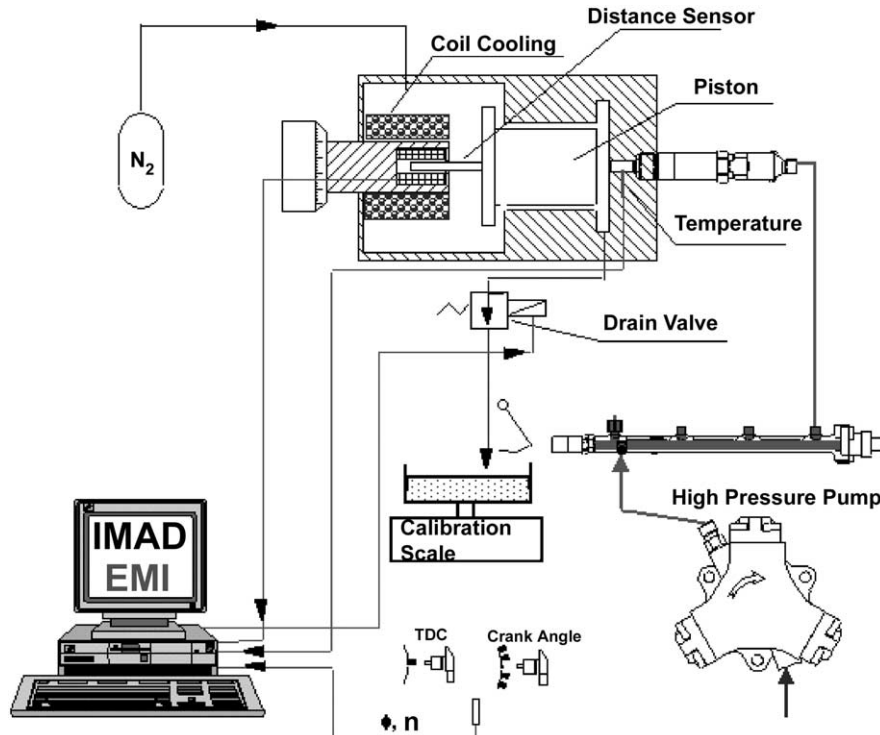 Distance Sensor
Coil Cooling
Piston
N2
Temperature
Drain Valve
High Pressure Pump
Calibration
Scale
IMAD
EMI
TDC
Crank Angle
ϕ, n